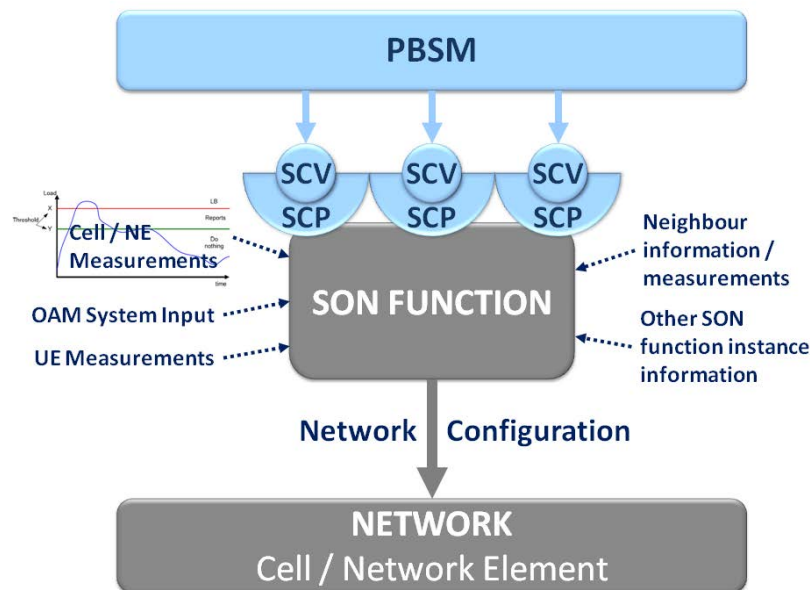 PBSM
SCV
SCV
SCV
SCP
SCP
SCP
Load
X
Threshold
Y
LB
Reports
Do
nothing
time
Cell / NE
Measurements
OAM System Input
UE Measurements
SON FUNCTION
Neighbour
information /
measurements
Other SON
function instance
information
Network Configuration
NETWORK
Cell / Network Element